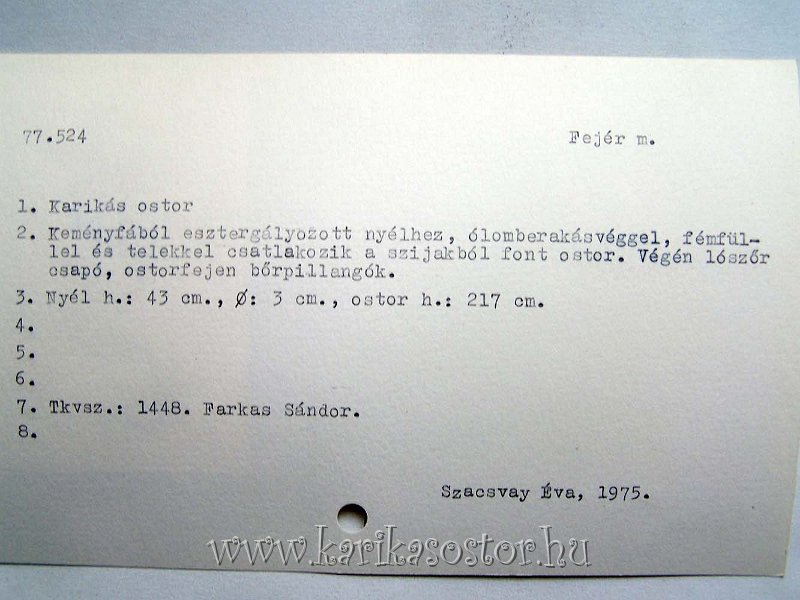 77.524 Fejér m.
1. Karikás ostor
2. Keményfából esztergályozott nyélhez, ólomberakásvéggel, fémfül-
lel és telekkel csatlakozik a szijakból font ostor. Végén lószőr
csapó, ostorfejen bőrpillangók.
3. Nyél h.: 43 cm., Ø: 3 cm., ostor h.: 217 cm.
4.
5.
6.
7. Tkvsz.: 1448. Farkas Sándor.
8.
Szacsvay Éva, 1975.
www.karikasostor.hu